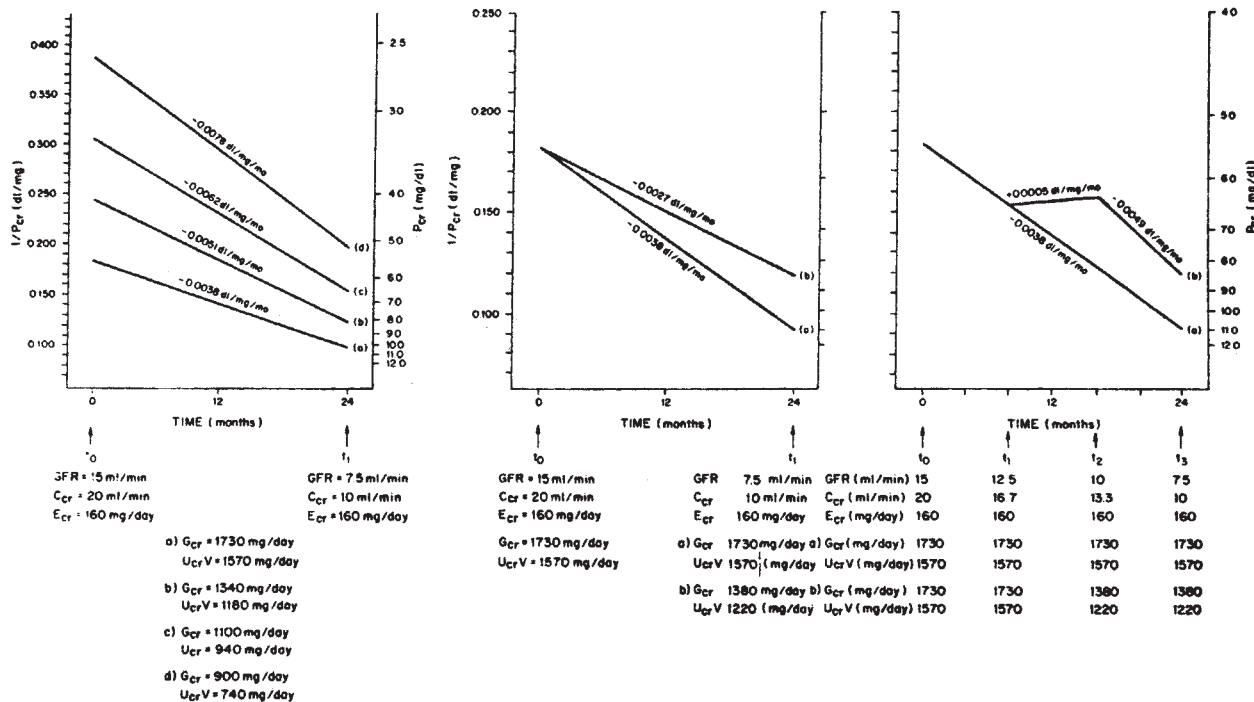 0.400
0.350
0.300
0.250
0.200
0.150
0.100
1/PCr (dl/mg)
2.5
3.0
4.0
5.0
6.0
7.0
8.0
9.0
10.0
11.0
12.0
PCr (mg/dl)
-0.0078 dl/mg/mo
(d)
-0.0062 dl/mg/mo
(c)
-0.0051 dl/mg/mo
(b)
-0.0038 dl/mg/mo
(a)
0 12 24
TIME (months)
t0 t1
GFR = 15 ml/min GFR = 7.5 ml/min
Ccr = 20 ml/min Ccr = 10 ml/min
Ecr = 160 mg/day Ecr = 160 mg/day
a) Gcr = 1730 mg/day
UcrV = 1570 mg/day
b) Gcr = 1340 mg/day
UcrV = 1180 mg/day
c) Gcr = 1100 mg/day
Ucr = 940 mg/day
d) Gcr = 900 mg/day
UcrV = 740 mg/day
0.250
0.200
0.150
0.100
1/PCr (dl/mg)
-0.0027 dl/mg/mo
(b)
-0.0038 dl/mg/mo
(a)
0 12 24
TIME (months)
t0 t1
GFR = 15 ml/min GFR 7.5 ml/min
Ccr = 20 ml/min Ccr 10 ml/min
Ecr = 160 mg/day Ecr 160 mg/day
Gcr = 1730 mg/day a) Gcr 1730 mg/day
UcrV = 1570 mg/day UcrV 1570 (mg/day
b) Gcr 1380 mg/day
UcrV 1220 (mg/day
4.0
5.0
6.0
7.0
8.0
9.0
10.0
11.0
12.0
Pcr (mg/dl)
+0.0005 dl/mg/mo
-0.0049 dl/mg/mo
(b)
-0.0038 dl/mg/mo
(a)
0 12 24
TIME (months)
t0 t1 t2 t3
GFR (ml/min) 15 12.5 10 7.5
Ccr (ml/min) 20 16.7 13.3 10
Ecr (mg/day) 160 160 160 160
a) Gcr (mg/day) 1730 1730 1730 1730
UcrV (mg/day) 1570 1570 1570 1570
b) Gcr (mg/day) 1730 1730 1380 1380
UcrV (mg/day) 1570 1570 1220 1220